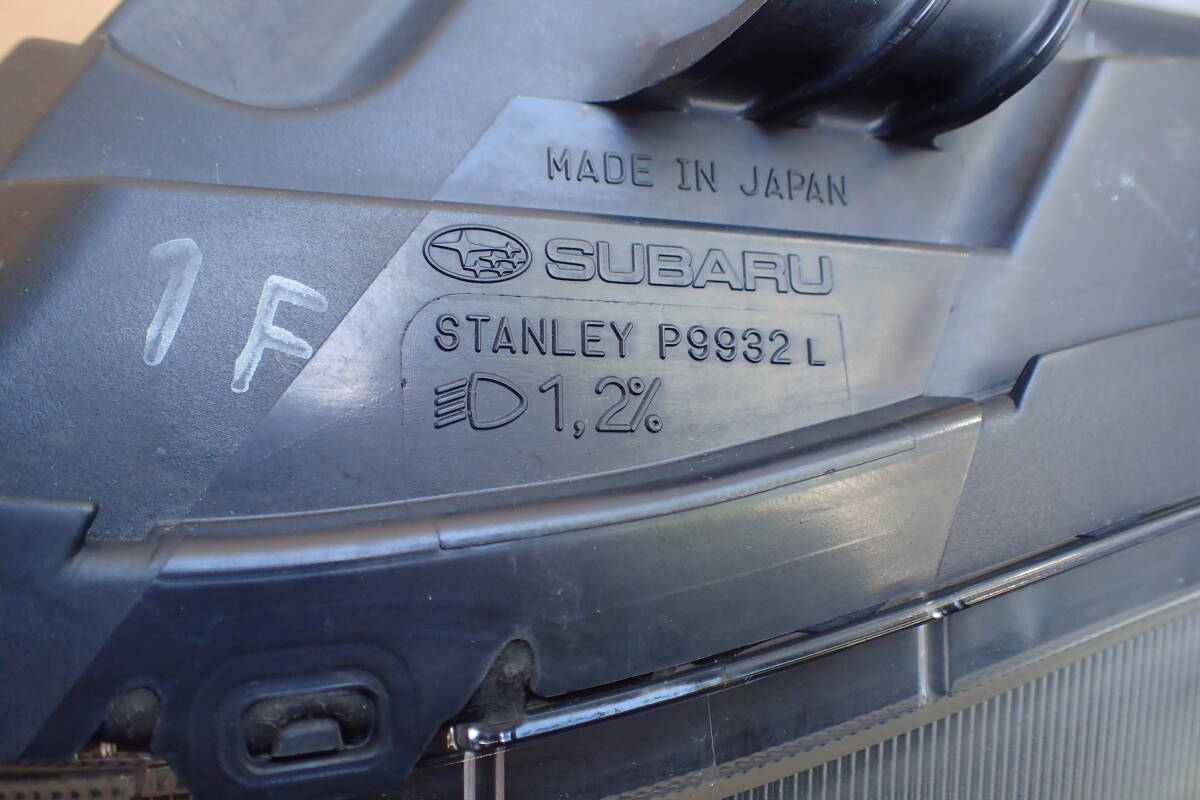 MADE IN JAPAN
SUBARU
STANLEY P9932 L
1,2%
1F